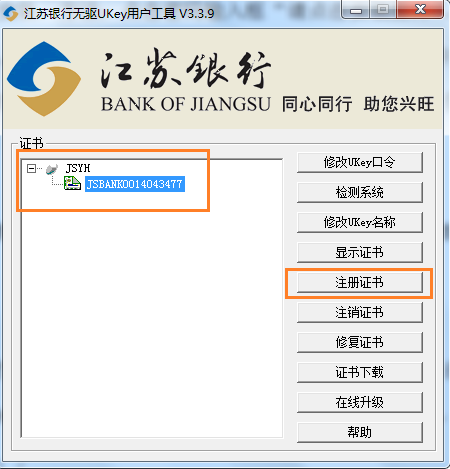 江苏银行无驱UKey用户工具 V3.3.9
江苏银行
BANK OF JIANGSU 同心同行 助您兴旺
证书
JSYH
JSBANK0014043477
修改UKey口令
检测系统
修改UKey名称
显示证书
注册证书
注销证书
修复证书
证书下载
在线升级
帮助